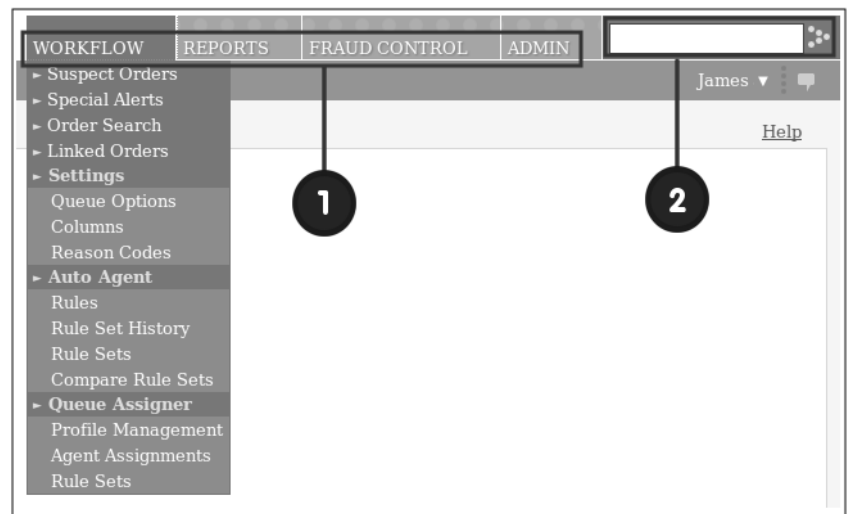 WORKFLOW REPORTS FRAUD CONTROL ADMIN
James ▼
Help
► Suspect Orders
► Special Alerts
► Order Search
► Linked Orders
► Settings
Queue Options
Columns
Reason Codes
► Auto Agent
Rules
Rule Set History
Rule Sets
Compare Rule Sets
► Queue Assigner
Profile Management
Agent Assignments
Rule Sets
1
2